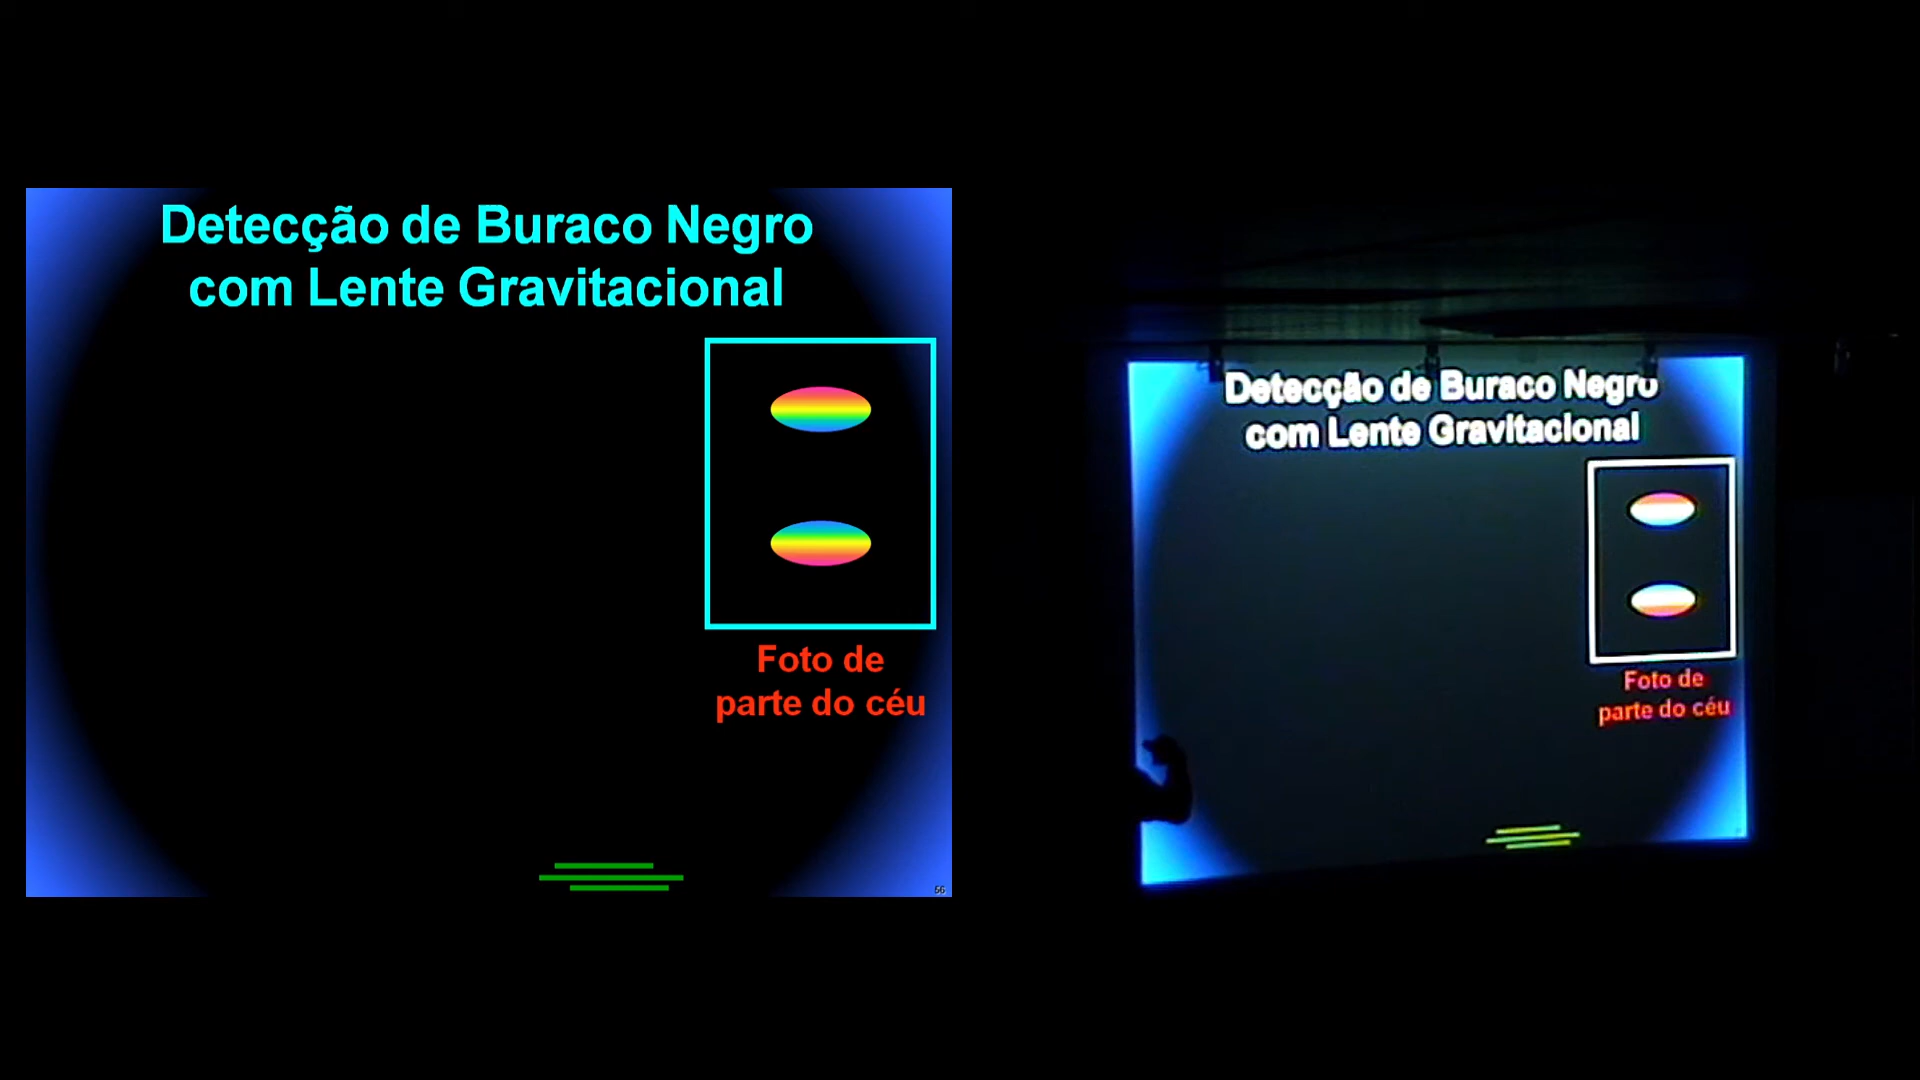 Detecção de Buraco Negro
com Lente Gravitacional
Foto de
parte do céu
56
Detecção de Buraco Negro
com Lente Gravitacional
Foto de
parte do céu